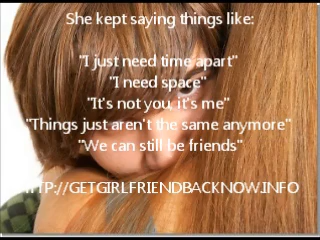 She kept saying things like:
"I just need time apart"
"I need space"
"It's not you, it's me"
"Things just aren't the same anymore"
"We can still be friends"
HTTP://GETGIRLFRIENDBACKNOW.INFO